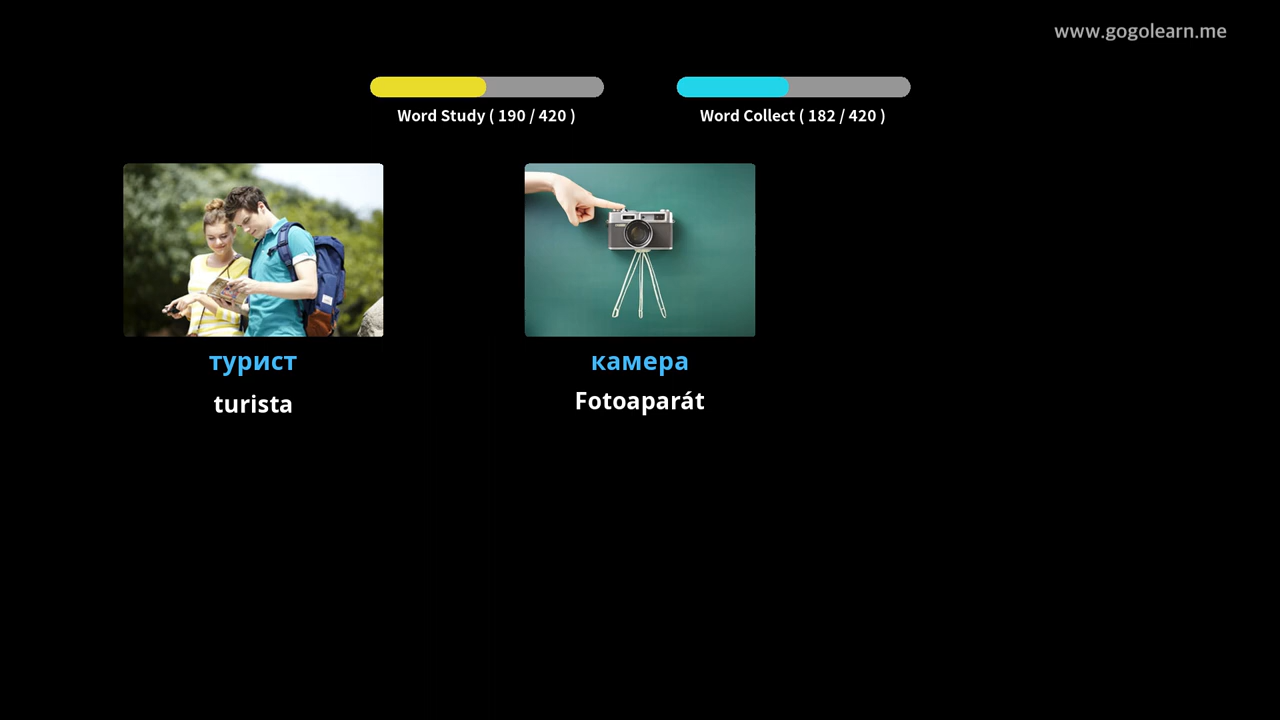 www.gogolearn.me
Word Study ( 190 / 420 )
Word Collect ( 182 / 420 )
турист
turista
камера
Fotoaparát